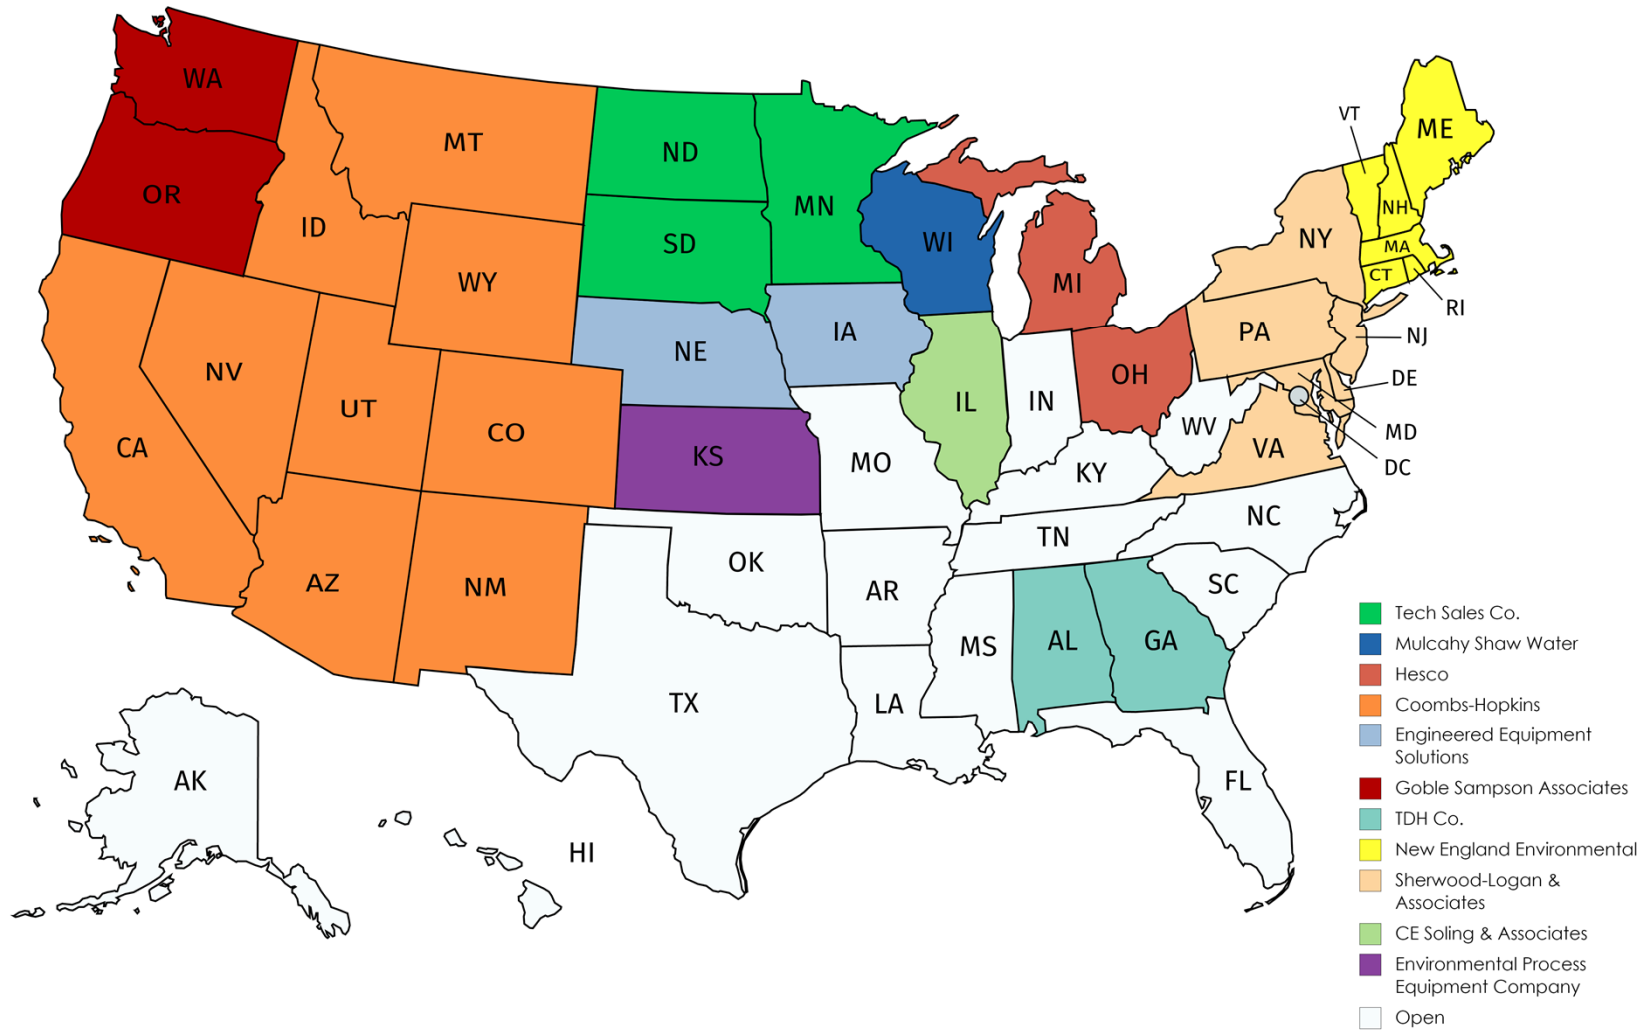 WA
MT
ND
MN
OR
ID
SD
WI
WY
MI
VT
ME
NH
NY
MA
CT
RI
NV
UT
CO
CA
NE
IA
PA
NJ
OH
DE
IL
IN
MD
KS
MO
WV
VA
DC
KY
NC
TN
AZ
NM
OK
AR
SC
MS
AL
GA
TX
LA
FL
AK
HI
Tech Sales Co.
Mulcahy Shaw Water
Hesco
Coombs-Hopkins
Engineered Equipment
Solutions
Goble Sampson Associates
TDH Co.
New England Environmental
Sherwood-Logan &
Associates
CE Soling & Associates
Environmental Process
Equipment Company
Open